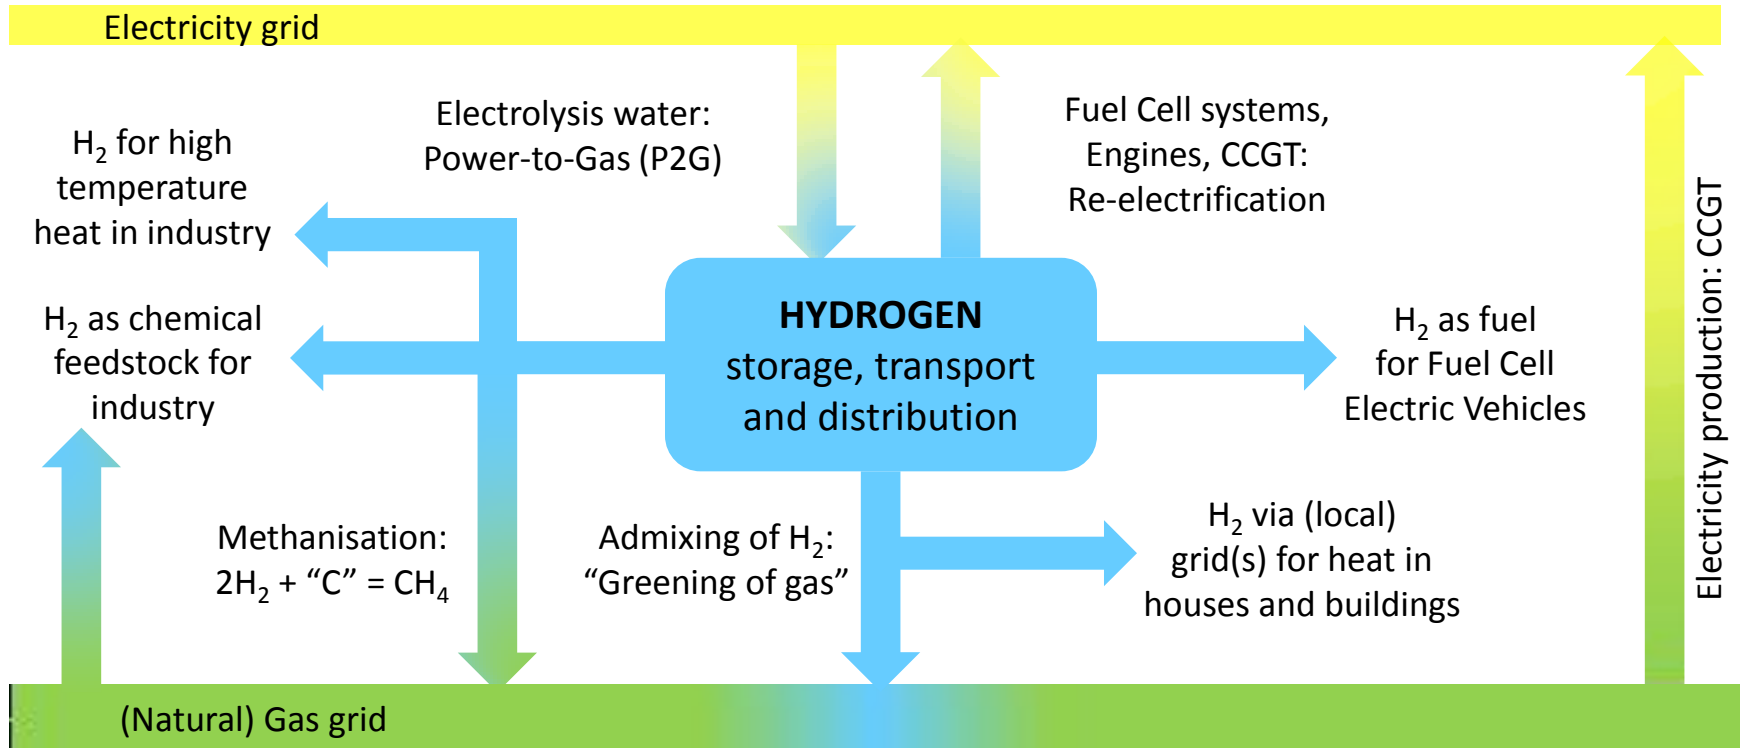 Electricity grid
Electrolysis water:
Power-to-Gas (P2G)
Fuel Cell systems,
Engines, CCGT:
Re-electrification
H₂ for high
temperature
heat in industry
H₂ as chemical
feedstock for
industry
HYDROGEN
storage, transport
and distribution
H₂ as fuel
for Fuel Cell
Electric Vehicles
Electricity production: CCGT
Methanisation:
2H₂ + “C” = CH₄
Admixing of H₂:
“Greening of gas”
H₂ via (local)
grid(s) for heat in
houses and buildings
(Natural) Gas grid